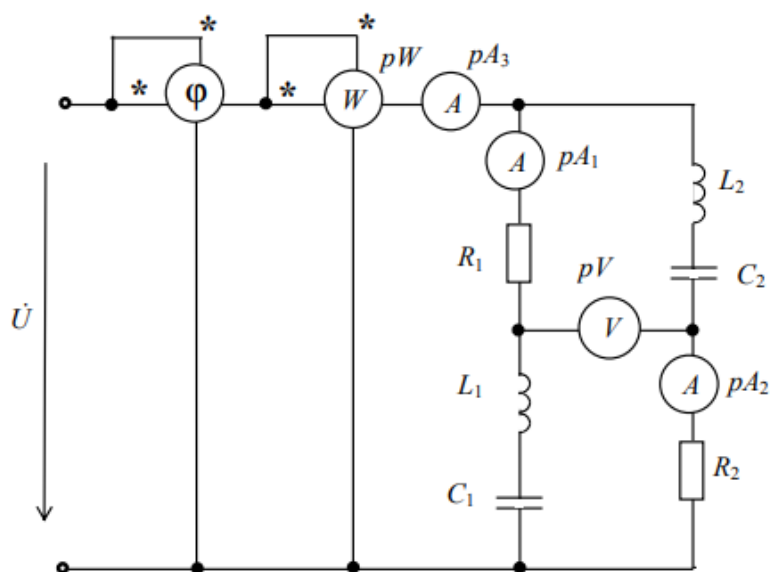 *
*
φ
*
*
W
pW
A
pA₃
A
pA₁
R₁
L₂
C₂
pV
V
U̇
L₁
A
pA₂
C₁
R₂